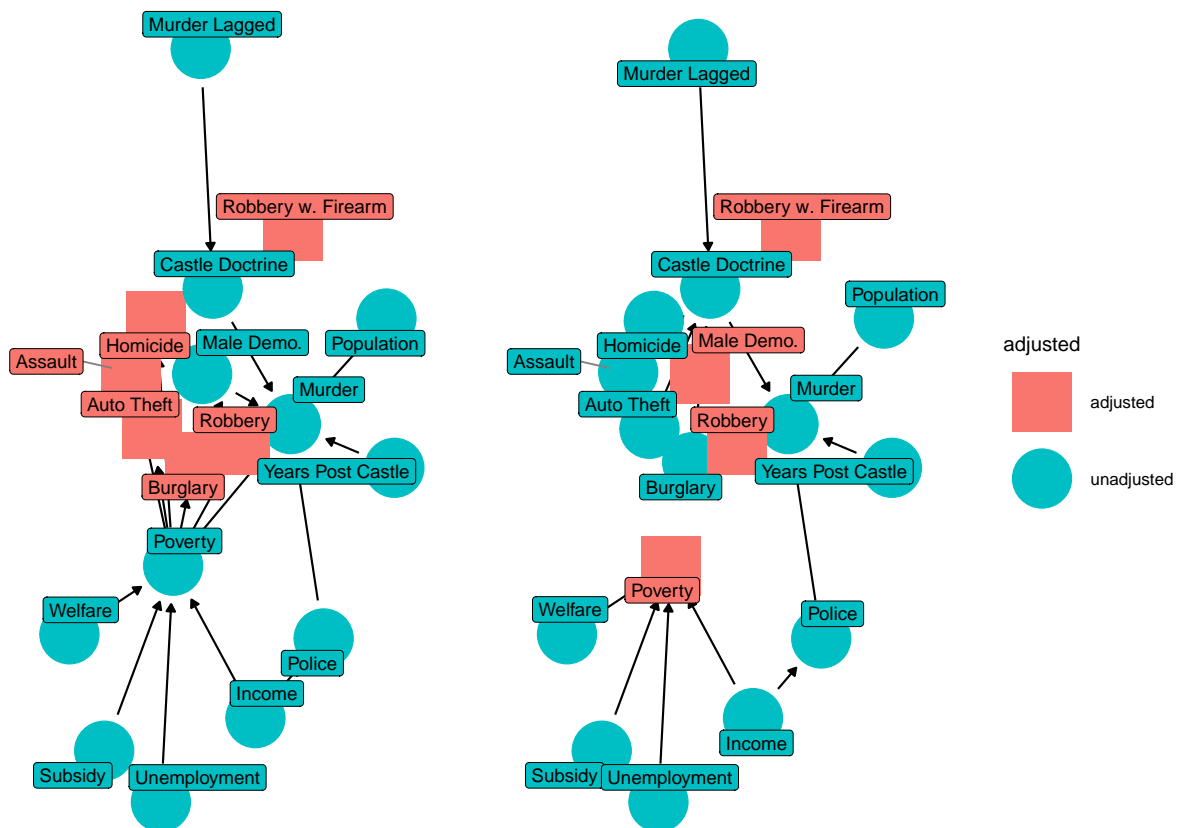 Murder Lagged
Robbery w. Firearm
Castle Doctrine
Homicide
Male Demo.
Population
Assault
Auto Theft
Murder
Robbery
Burglary
Years Post Castle
Poverty
Welfare
Police
Income
Subsidy
Unemployment
Murder Lagged
Robbery w. Firearm
Castle Doctrine
Population
Homicide
Male Demo.
Assault
Auto Theft
Murder
Robbery
Burglary
Years Post Castle
Poverty
Welfare
Police
Income
Subsidy
Unemployment
adjusted
adjusted
unadjusted